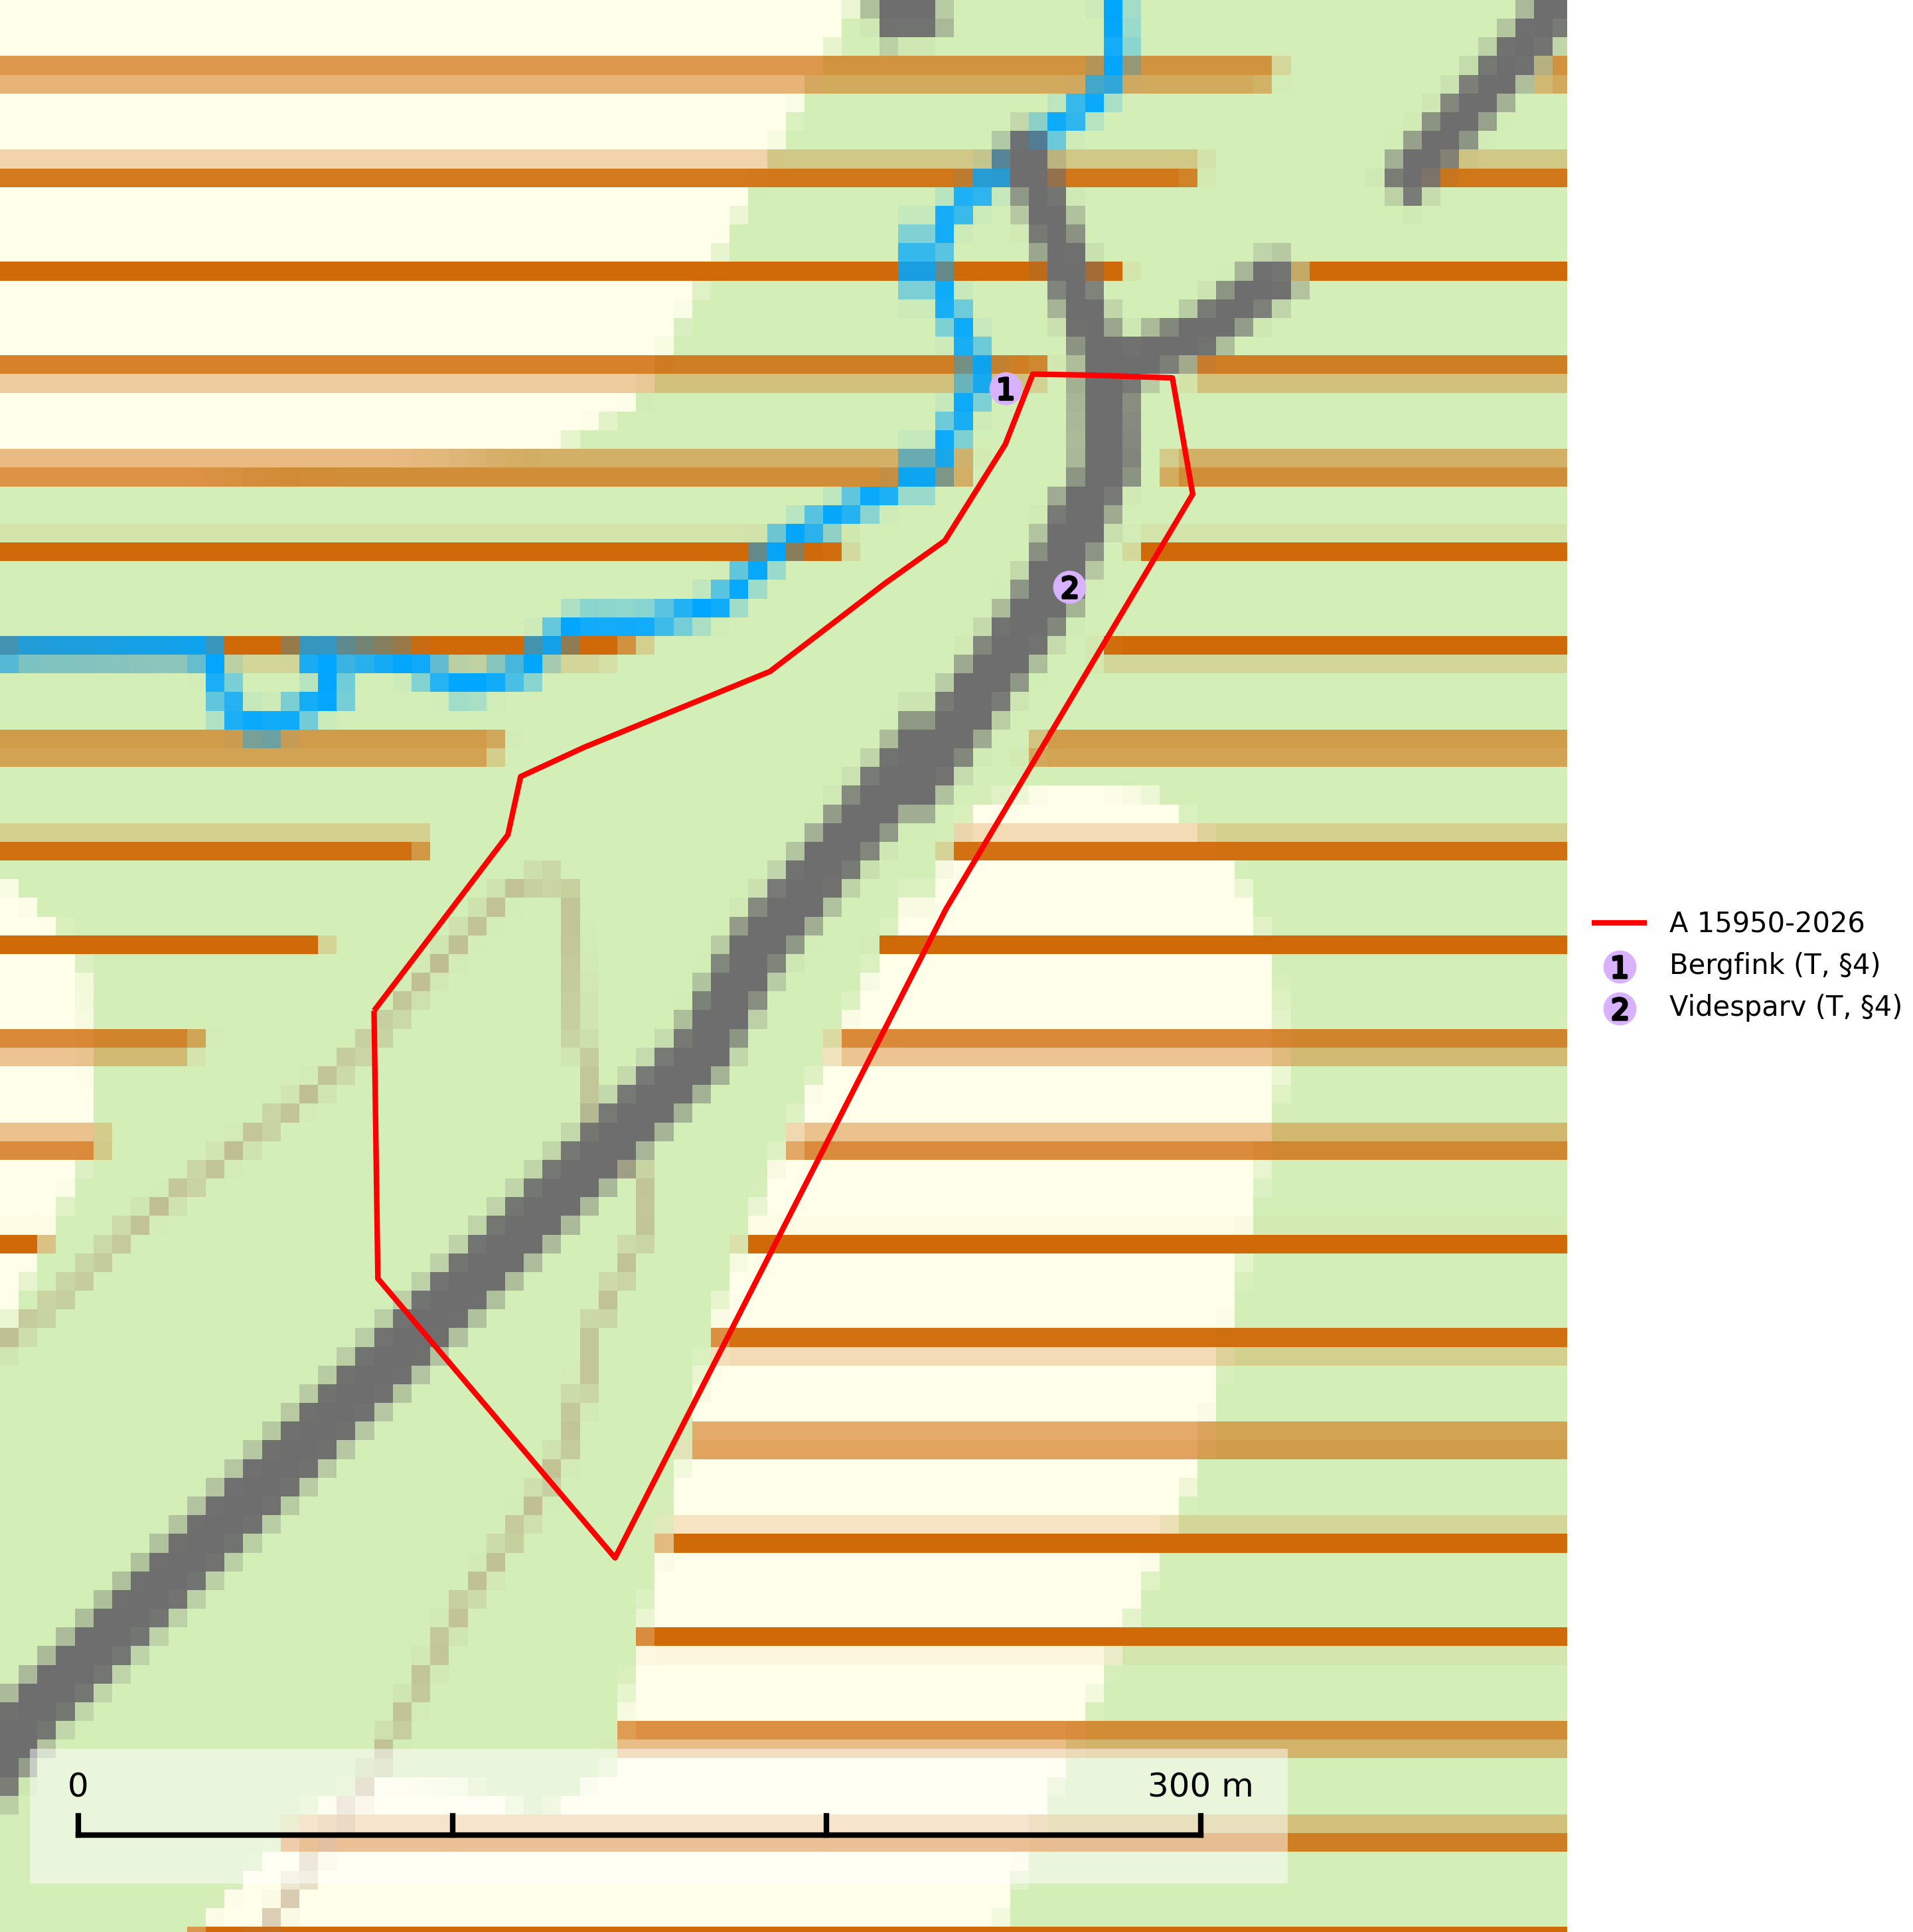 1
2
A 15950-2026
1 Bergfink (T, §4)
2 Videsparv (T, §4)
0 300 m